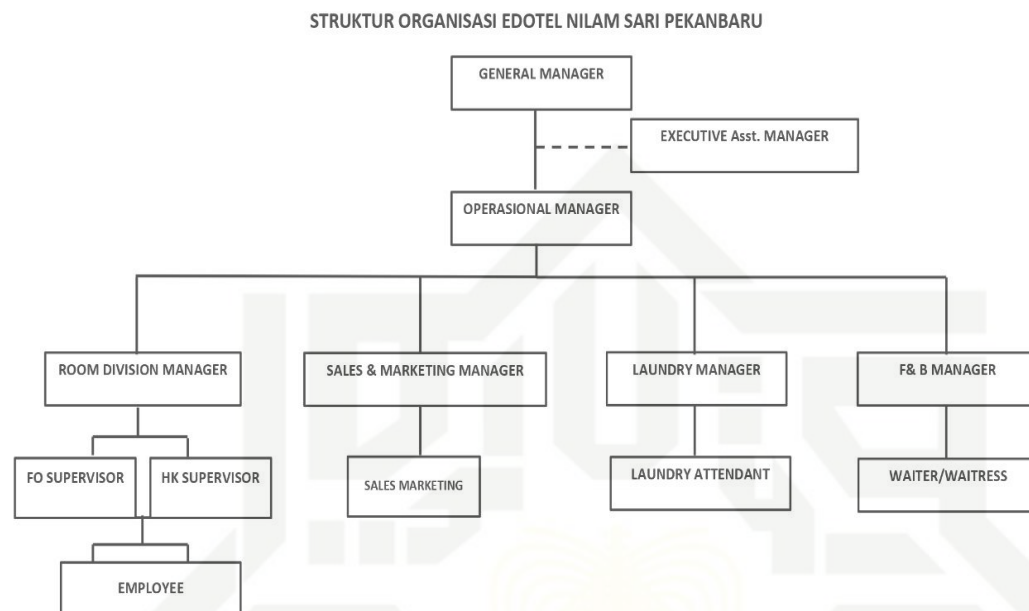 STRUKTUR ORGANISASI EDOTEL NILAM SARI PEKANBARU
GENERAL MANAGER
EXECUTIVE Asst. MANAGER
OPERASIONAL MANAGER
ROOM DIVISION MANAGER
SALES & MARKETING MANAGER
LAUNDRY MANAGER
F& B MANAGER
FO SUPERVISOR
HK SUPERVISOR
SALES MARKETING
LAUNDRY ATTENDANT
WAITER/WAITRESS
EMPLOYEE